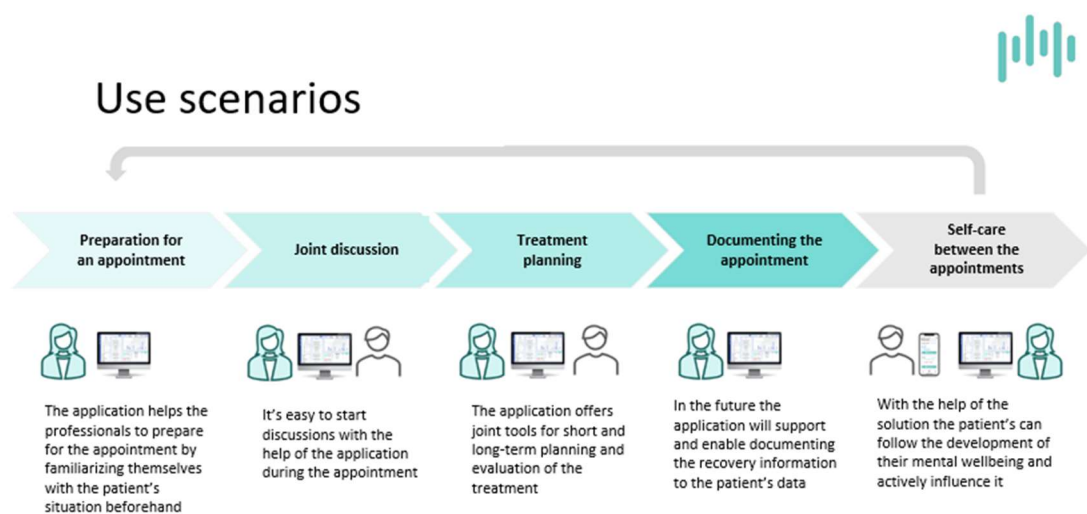 Use scenarios
Preparation for
an appointment
Joint discussion
Treatment
planning
Documenting the
appointment
Self-care
between the
appointments
The application helps the
professionals to prepare
for the appointment by
familiarizing themselves
with the patient's
situation beforehand
It's easy to start
discussions with the
help of the application
during the appointment
The application offers
joint tools for short and
long-term planning and
evaluation of the
treatment
In the future the
application will support
and enable documenting
the recovery information
to the patient's data
With the help of the
solution the patient's can
follow the development of
their mental wellbeing and
actively influence it